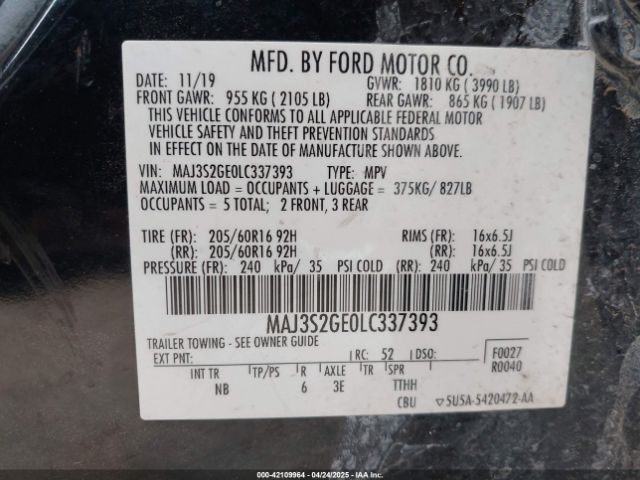 MFD. BY FORD MOTOR CO.
DATE: 11/19 GVWR: 1810 KG ( 3990 LB)
FRONT GAWR: 955 KG ( 2105 LB) REAR GAWR: 865 KG ( 1907 LB)
THIS VEHICLE CONFORMS TO ALL APPLICABLE FEDERAL MOTOR
VEHICLE SAFETY AND THEFT PREVENTION STANDARDS
IN EFFECT ON THE DATE OF MANUFACTURE SHOWN ABOVE.
VIN: MAJ3S2GE0LC337393 TYPE: MPV
MAXIMUM LOAD = OCCUPANTS + LUGGAGE = 375KG/ 827LB
OCCUPANTS = 5 TOTAL; 2 FRONT, 3 REAR
TIRE (FR): 205/60R16 92H RIMS (FR): 16x6.5J
(RR): 205/60R16 92H (RR): 16x6.5J
PRESSURE (FR): 240 kPa/ 35 PSI COLD (RR): 240 kPa/ 35 PSI COLD
MAJ3S2GE0LC337393
TRAILER TOWING - SEE OWNER GUIDE
EXT PNT: RC: 52 DSO: F0027
R0040
INT TR TP/PS R AXLE TR SPR
NB 6 3E TTHH
CBU 5U5A-5420472-AA
000-42109964 - 04/24/2025 - IAAI.COM